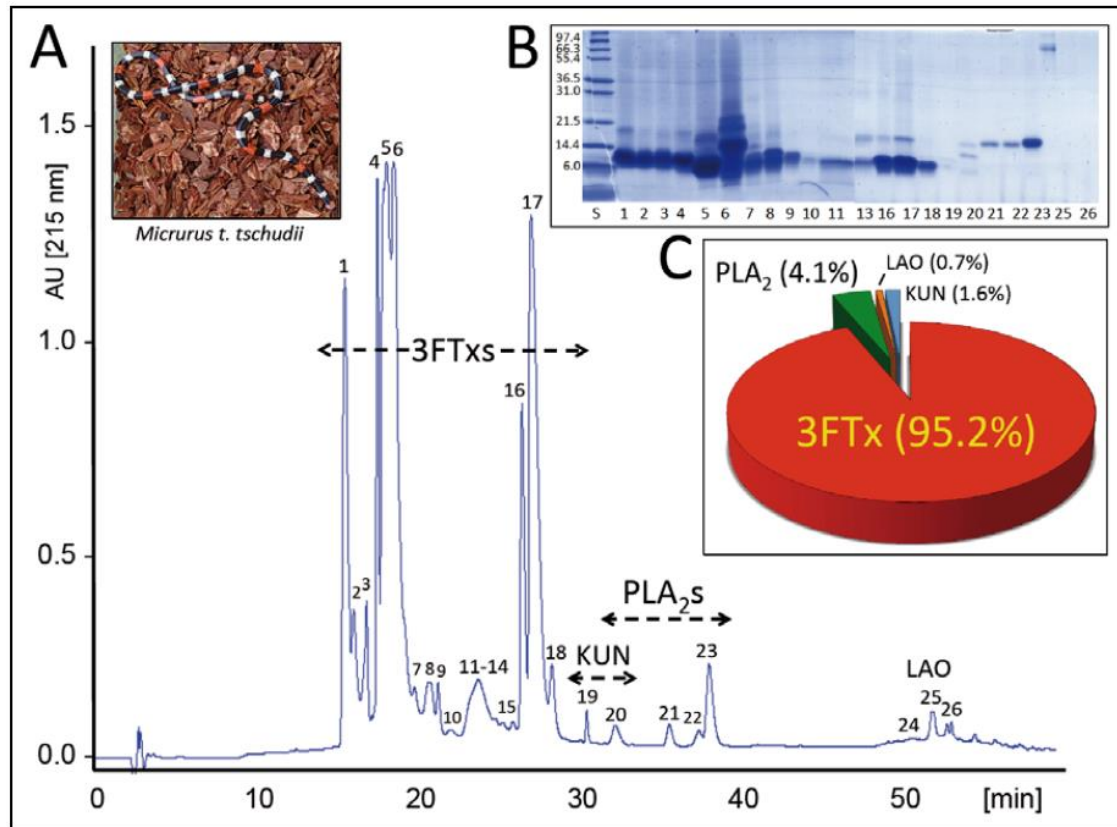 A
Micrurus t. tschudii
AU [215 nm]
1.5
1.0
0.5
0.0
0 10 20 30 40 50 [min]
1 2 3 4 5 6 7 8 9 10 11-14 15 16 17 18 19 20 21 22 23 24 25 26
3FTxs
KUN
PLA2s
LAO
B
97.4
66.3
55.4
36.5
31.0
21.5
14.4
6.0
S 1 2 3 4 5 6 7 8 9 10 11 13 16 17 18 19 20 21 22 23 25 26
C
PLA2 (4.1%)
LAO (0.7%)
KUN (1.6%)
3FTx (95.2%)